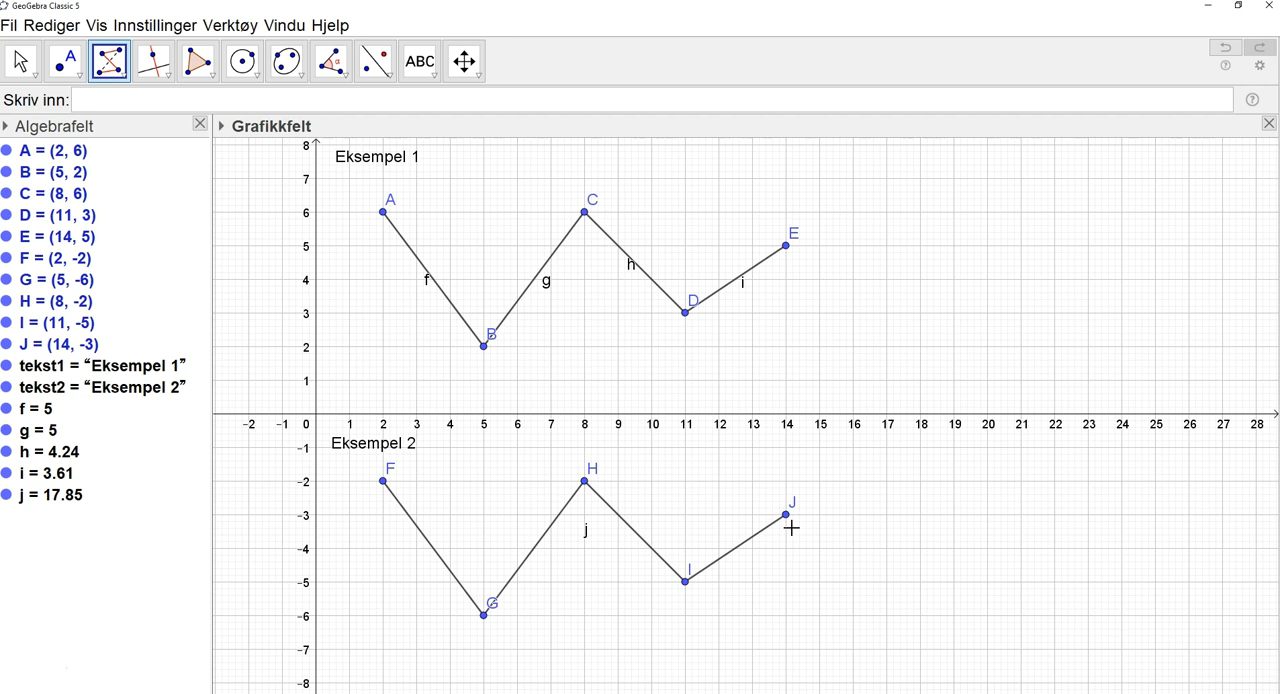 GeoGebra Classic 5
Fil Rediger Vis Innstillinger Verktøy Vindu Hjelp
A
α
ABC
Skriv inn:
Algebrafelt
Grafikkfelt
A = (2, 6)
B = (5, 2)
C = (8, 6)
D = (11, 3)
E = (14, 5)
F = (2, -2)
G = (5, -6)
H = (8, -2)
I = (11, -5)
J = (14, -3)
tekst1 = “Eksempel 1”
tekst2 = “Eksempel 2”
f = 5
g = 5
h = 4.24
i = 3.61
j = 17.85
Eksempel 1
8
7
6
5
4
3
2
1
A
B
C
D
E
f
g
h
i
−2 −1 0 1 2 3 4 5 6 7 8 9 10 11 12 13 14 15 16 17 18 19 20 21 22 23 24 25 26 27 28
Eksempel 2
−1
−2
−3
−4
−5
−6
−7
−8
F
G
H
I
J
j